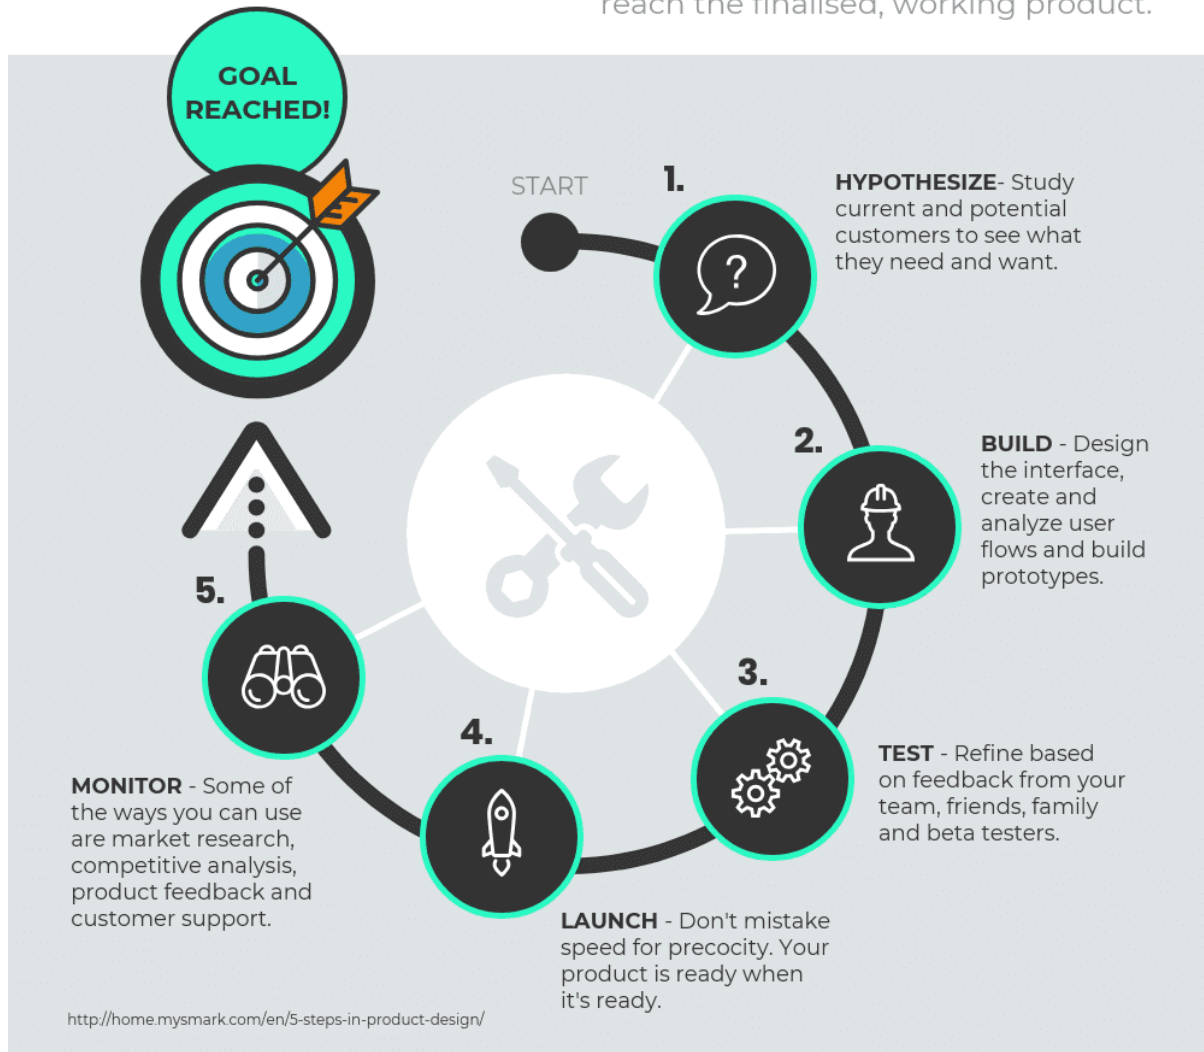 reach the finalised, working product.
GOAL
REACHED!
START
1.
HYPOTHESIZE- Study
current and potential
customers to see what
they need and want.
2.
BUILD - Design
the interface,
create and
analyze user
flows and build
prototypes.
3.
TEST - Refine based
on feedback from your
team, friends, family
and beta testers.
4.
LAUNCH - Don't mistake
speed for precocity. Your
product is ready when
it's ready.
5.
MONITOR - Some of
the ways you can use
are market research,
competitive analysis,
product feedback and
customer support.
?
http://home.mysmark.com/en/5-steps-in-product-design/